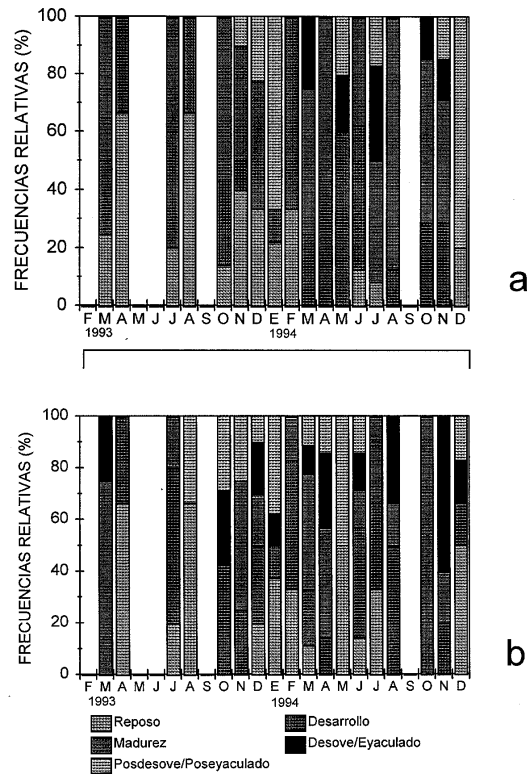 FRECUENCIAS RELATIVAS (%)
100
80
60
40
20
0
F M A M J J A S O N D E F M A M J J A S O N D
1993 1994
a
FRECUENCIAS RELATIVAS (%)
100
80
60
40
20
0
F M A M J J A S O N D E F M A M J J A S O N D
1993 1994
b
Reposo Desarrollo
Madurez Desove/Eyaculado
Posdesove/Poseyaculado